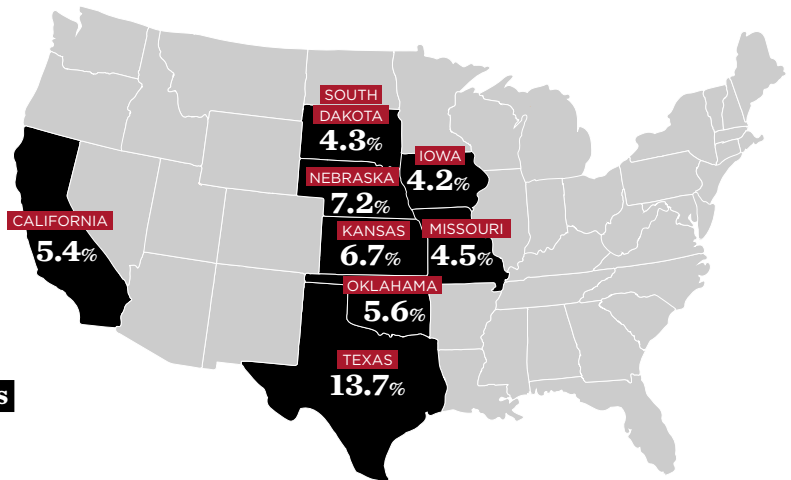 SOUTH
DAKOTA
4.3%
IOWA
4.2%
NEBRASKA
7.2%
CALIFORNIA
5.4%
KANSAS
6.7%
MISSOURI
4.5%
OKLAHOMA
5.6%
TEXAS
13.7%
s